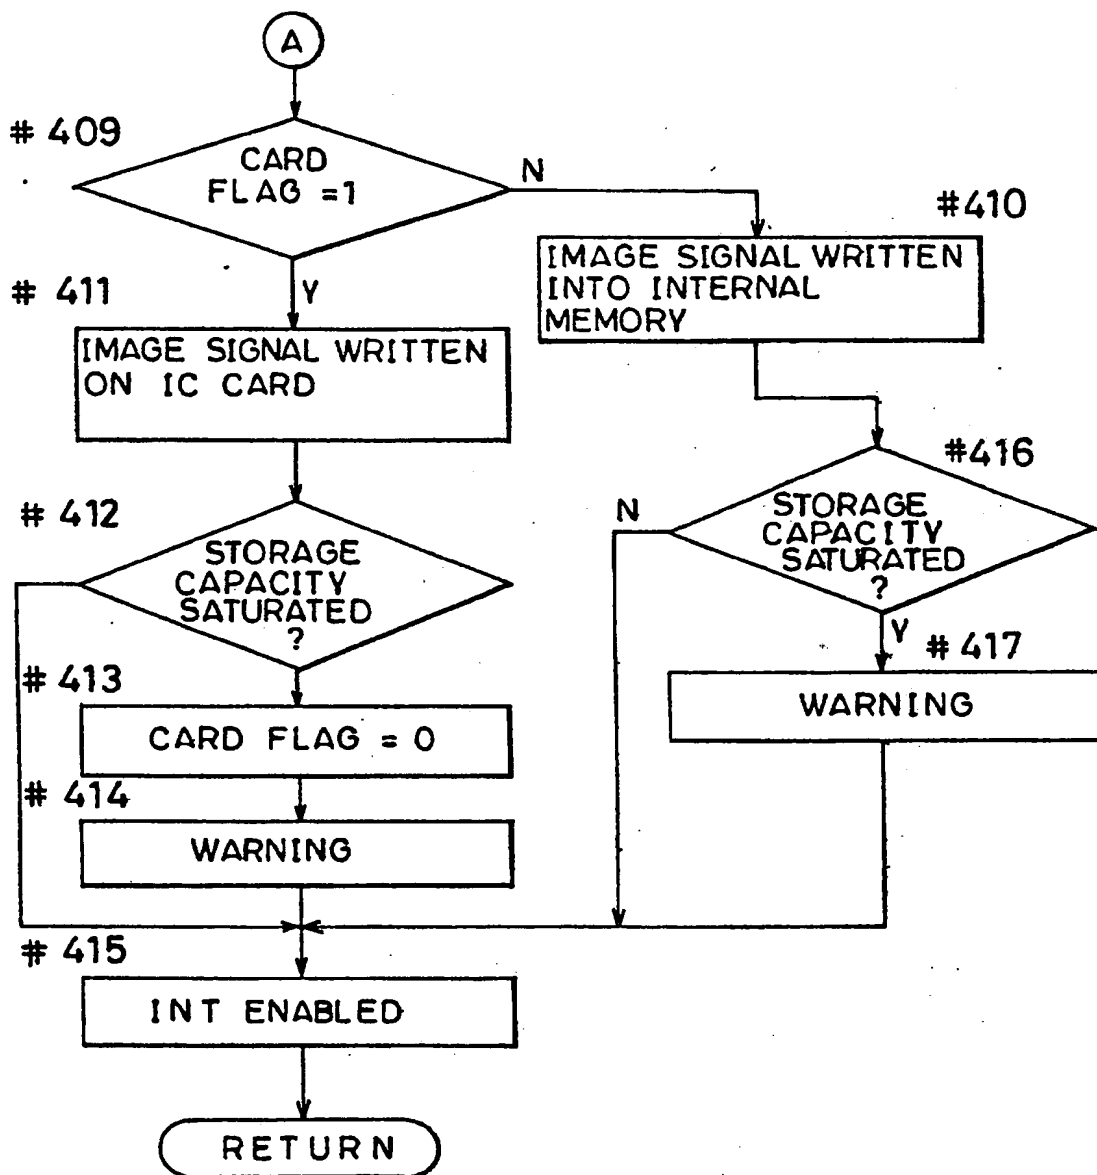 A
# 409
CARD
FLAG =1
N
#410
IMAGE SIGNAL WRITTEN
INTO INTERNAL
MEMORY
# 411
Y
IMAGE SIGNAL WRITTEN
ON IC CARD
#416
N
STORAGE
CAPACITY
SATURATED
?
Y
# 412
STORAGE
CAPACITY
SATURATED
?
# 417
WARNING
# 413
CARD FLAG = 0
# 414
WARNING
# 415
INT ENABLED
RETURN